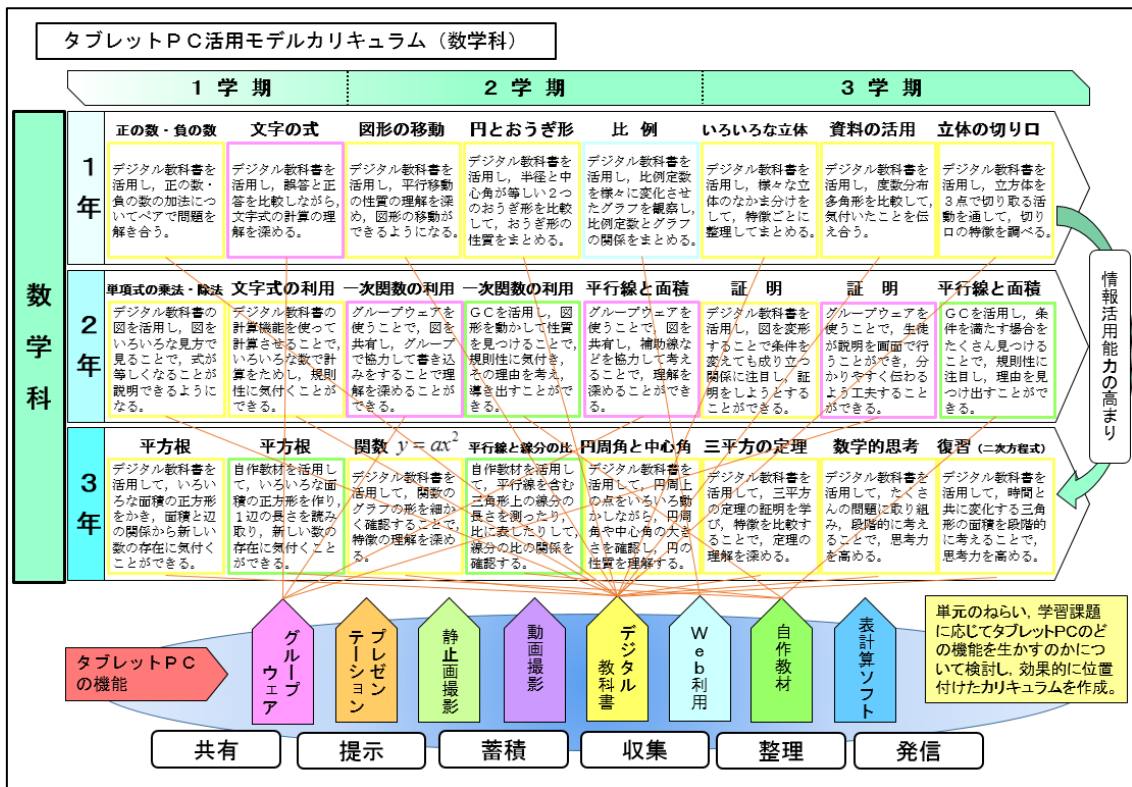 タブレットPC活用モデルカリキュラム（数学科）
1 学 期
2 学 期
3 学 期
数学科
1年
正の数・負の数
デジタル教科書を
活用し，正の数・
負の数の加法につ
いてペアで問題を
解き合う。
文字の式
デジタル教科書
を活用し，誤答と正
答を比較しながら，
文字式の計算の理
解を深める。
図形の移動
デジタル教科書を
活用し，平行移動
の性質の理解を深
め，図形の移動が
できるようになる。
円とおうぎ形
デジタル教科書を
活用し，半径と中
心角が等しい２つ
のおうぎ形を比較
して，おうぎ形の
性質をまとめる。
比 例
デジタル教科書を
活用し，比例定数
を様々に変化させ
たグラフを観察し，
比例定数とグラフ
の関係をまとめる。
いろいろな立体
デジタル教科書を
活用し，様々な立
体のなかま分けを
して，特徴ごとに
整理してまとめる。
資料の活用
デジタル教科書を
活用し，度数分布
多角形を比較して，
気付いたことを伝
え合う。
立体の切り口
デジタル教科書を
活用し，立方体を
３点で切り取る活
動を通して，切り
口の特徴を調べる。
2年
単項式の乗法・除法
デジタル教科書の
図を活用し，図を
いろいろな見方で
見ることで，式が
等しくなることが
説明できるように
なる。
文字式の利用
デジタル教科書の
計算機能を使って
計算させることで，
いろいろな数で計
算をためし，規則
性に気付くことが
できる。
一次関数の利用
グループウェアを
使うことで，図を
共有し，グループ
で協力して書き込
みをすることで理
解を深めることが
できる。
一次関数の利用
ＧＣを活用し，図
形を動かして性質
を見つけることで，
規則性に気付き，
その理由を考え，
導き出すことがで
きる。
平行線と面積
グループウェアを
使うことで，図を
共有し，補助線な
どを協力して考え
ることで，理解を
深めることができ
る。
証 明
デジタル教科書を
活用し，図を変形
することで条件を
変えても成り立つ
関係に注目し，証
明をしようとする
ことができる。
証 明
グループウェアを
使うことで，生徒
が説明を画面で
行うことができ，分
かりやすく伝わる
よう工夫すること
ができる。
平行線と面積
ＧＣを活用し，条
件を満たす場合を
たくさん見つける
ことで，規則性に
注目し，理由を見
つけ出すことがで
きる。
3年
平方根
デジタル教科書を
活用して，いろい
ろな面積の正方形
をかき，面積と辺
の関係から新しい
数の存在に気付く
ことができる。
平方根
自作教材を活用し
て，いろいろな面
積の正方形を作り，
１辺の長さを読み
取り，新しい数の
存在に気付くこと
ができる。
関数 y = ax²
デジタル教科書
を活用して，関数の
グラフの形を細か
く確認することで，
特徴の理解を深め
る。
平行線と線分の比
自作教材を活用し
て，平行線を含む
三角形上の線分の
長さを測ったり，
比に表したりして，
線分の比の関係を
確認する。
円周角と中心角
デジタル教科書を
活用して，円周上
の点をいろいろ動
かしながら，円周
角や中心角の大き
さを確認し，円の
性質を理解する。
三平方の定理
デジタル教科書
を活用して，三平方
の定理の証明を学
び，特徴を比較す
ることで，定理の
理解を深める。
数学的思考
デジタル教科書を
活用して，たくさ
んの問題に取り組
み，段階的に考え
ることで，思考力
を高める。
復習（二次方程式）
デジタル教科書を
活用して，時間と
共に変化する三角
形の面積を段階的
に考えることで，
思考力を高める。
情報活用能力の高まり
タブレットＰＣ
の機能
グループウェア
プレゼンテーション
静止画撮影
動画撮影
デジタル教科書
Ｗｅｂ利用
自作教材
表計算ソフト
単元のねらい，学習課題
に応じてタブレットPCのど
の機能を生かすのかにつ
いて検討し，効果的に位置
付けたカリキュラムを作成。
共有
提示
蓄積
収集
整理
発信